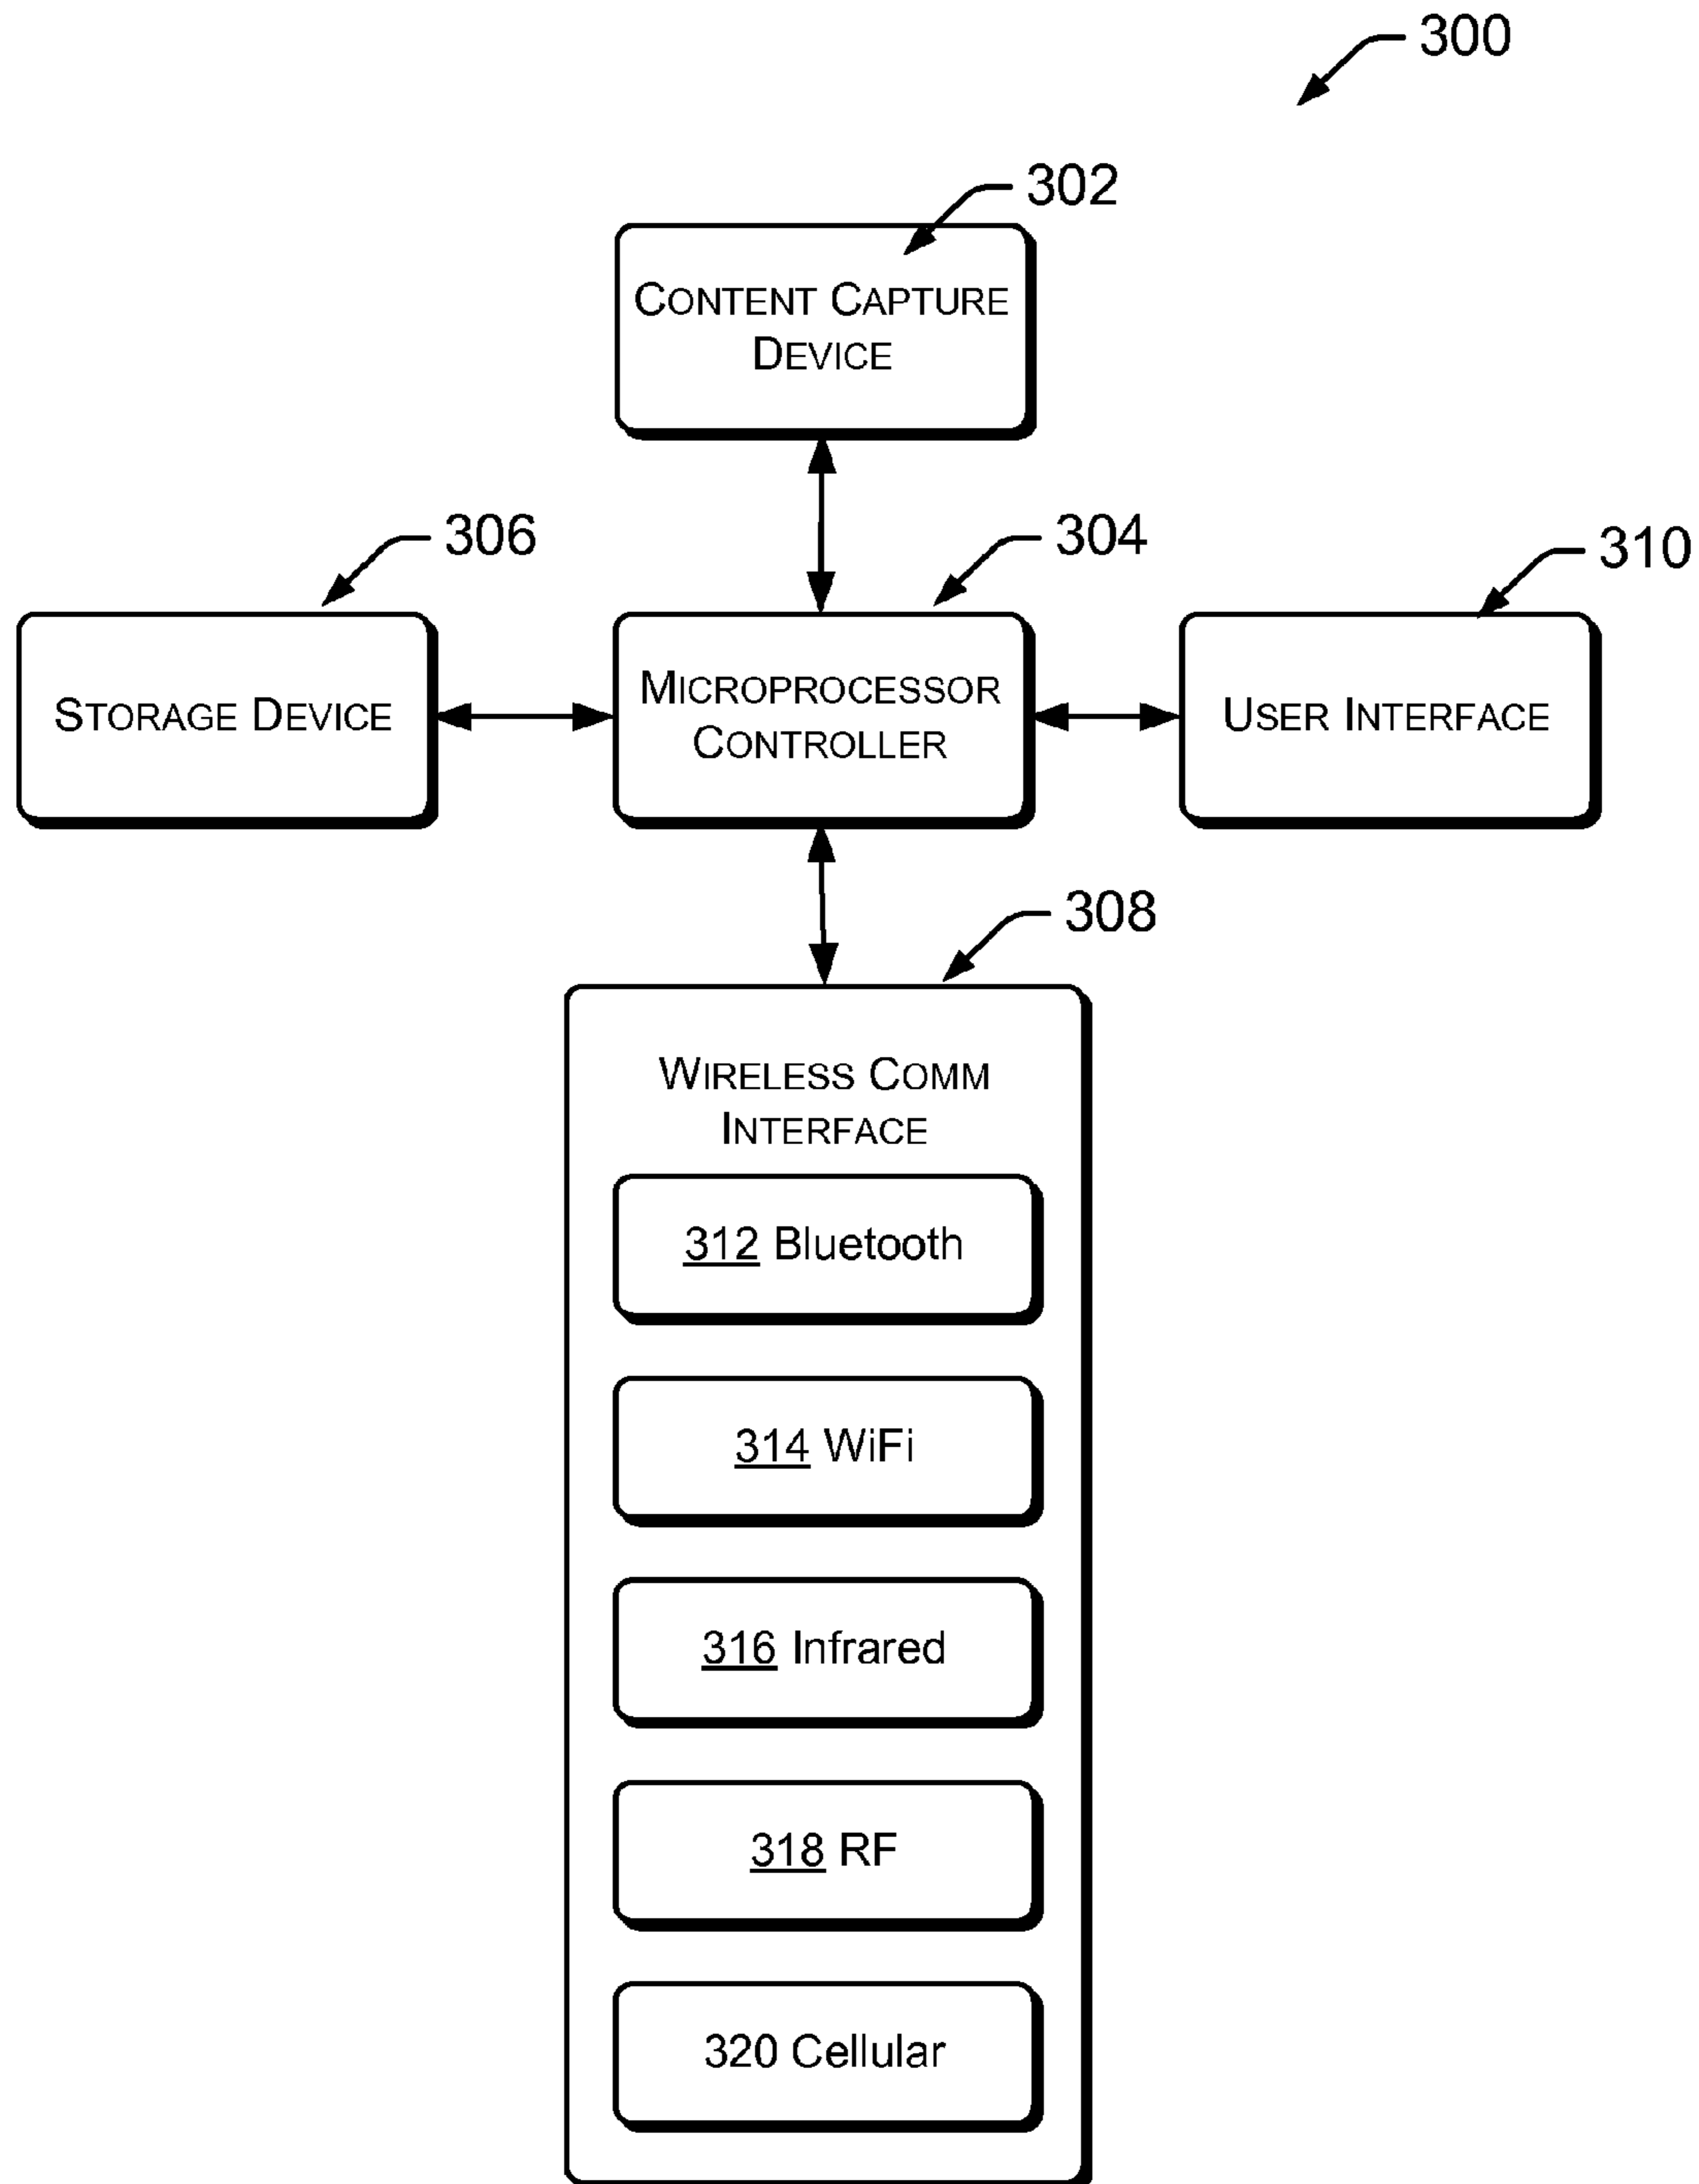 300
302
CONTENT CAPTURE
DEVICE
306
304
310
STORAGE DEVICE
MICROPROCESSOR
CONTROLLER
USER INTERFACE
308
WIRELESS COMM
INTERFACE
312 Bluetooth
314 WiFi
316 Infrared
318 RF
320 Cellular